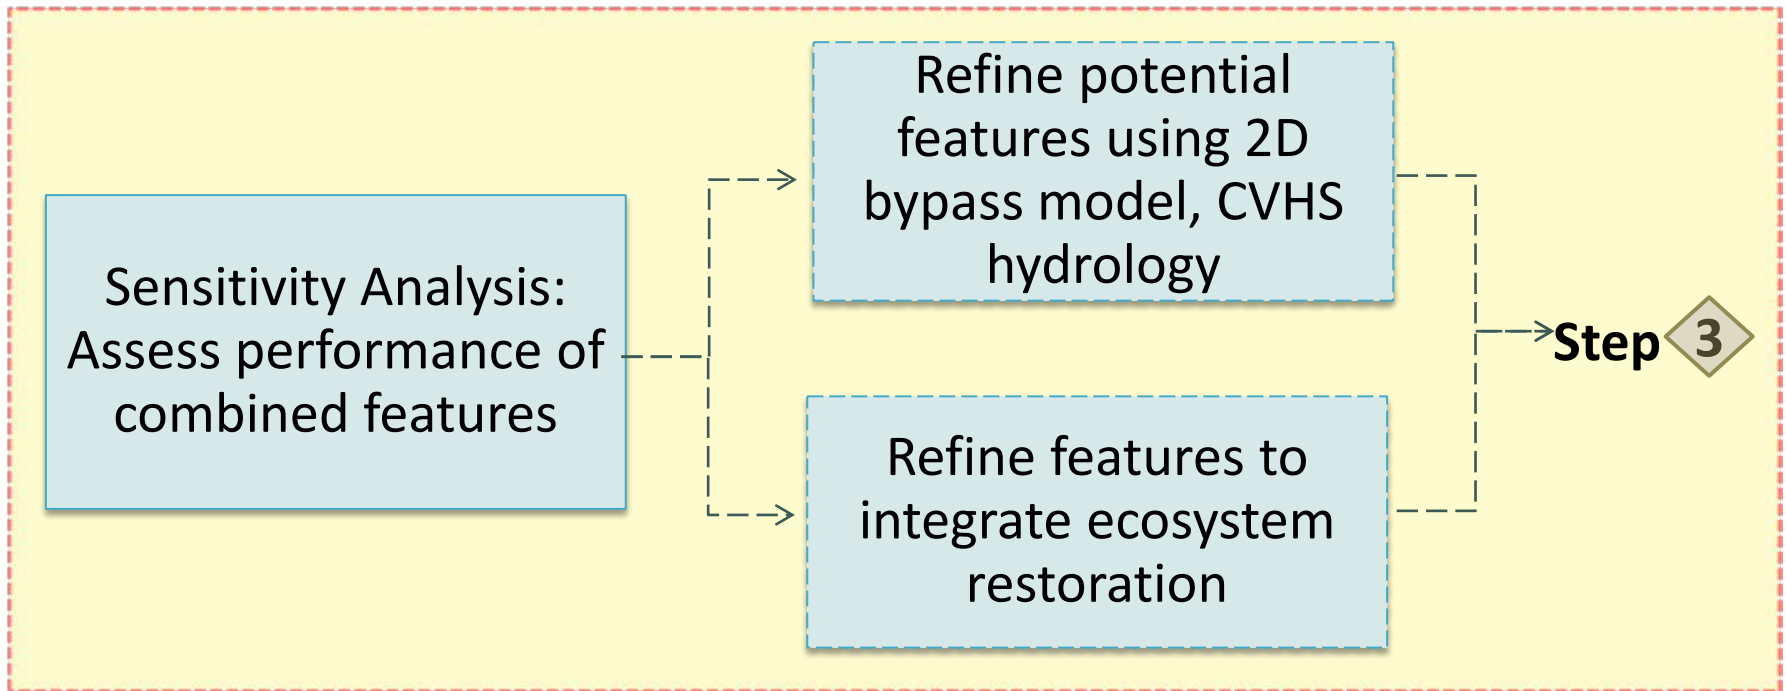 Sensitivity Analysis:
Assess performance of
combined features
Refine potential
features using 2D
bypass model, CVHS
hydrology
Refine features to
integrate ecosystem
restoration
Step 3